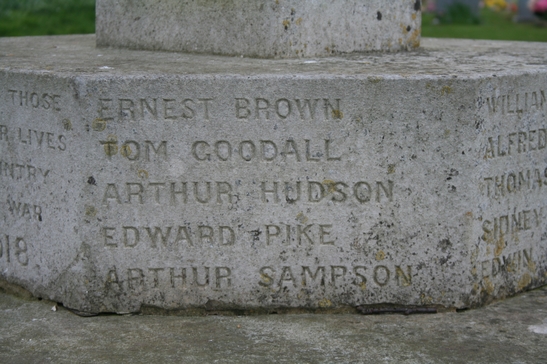 THOSE
LIVES
WAR
ERNEST BROWN
TOM GOODALL
ARTHUR HUDSON
EDWARD PIKE
ARTHUR SAMPSON
WILLIAM
ALFRED
THOMAS
SIDNEY
EDWIN